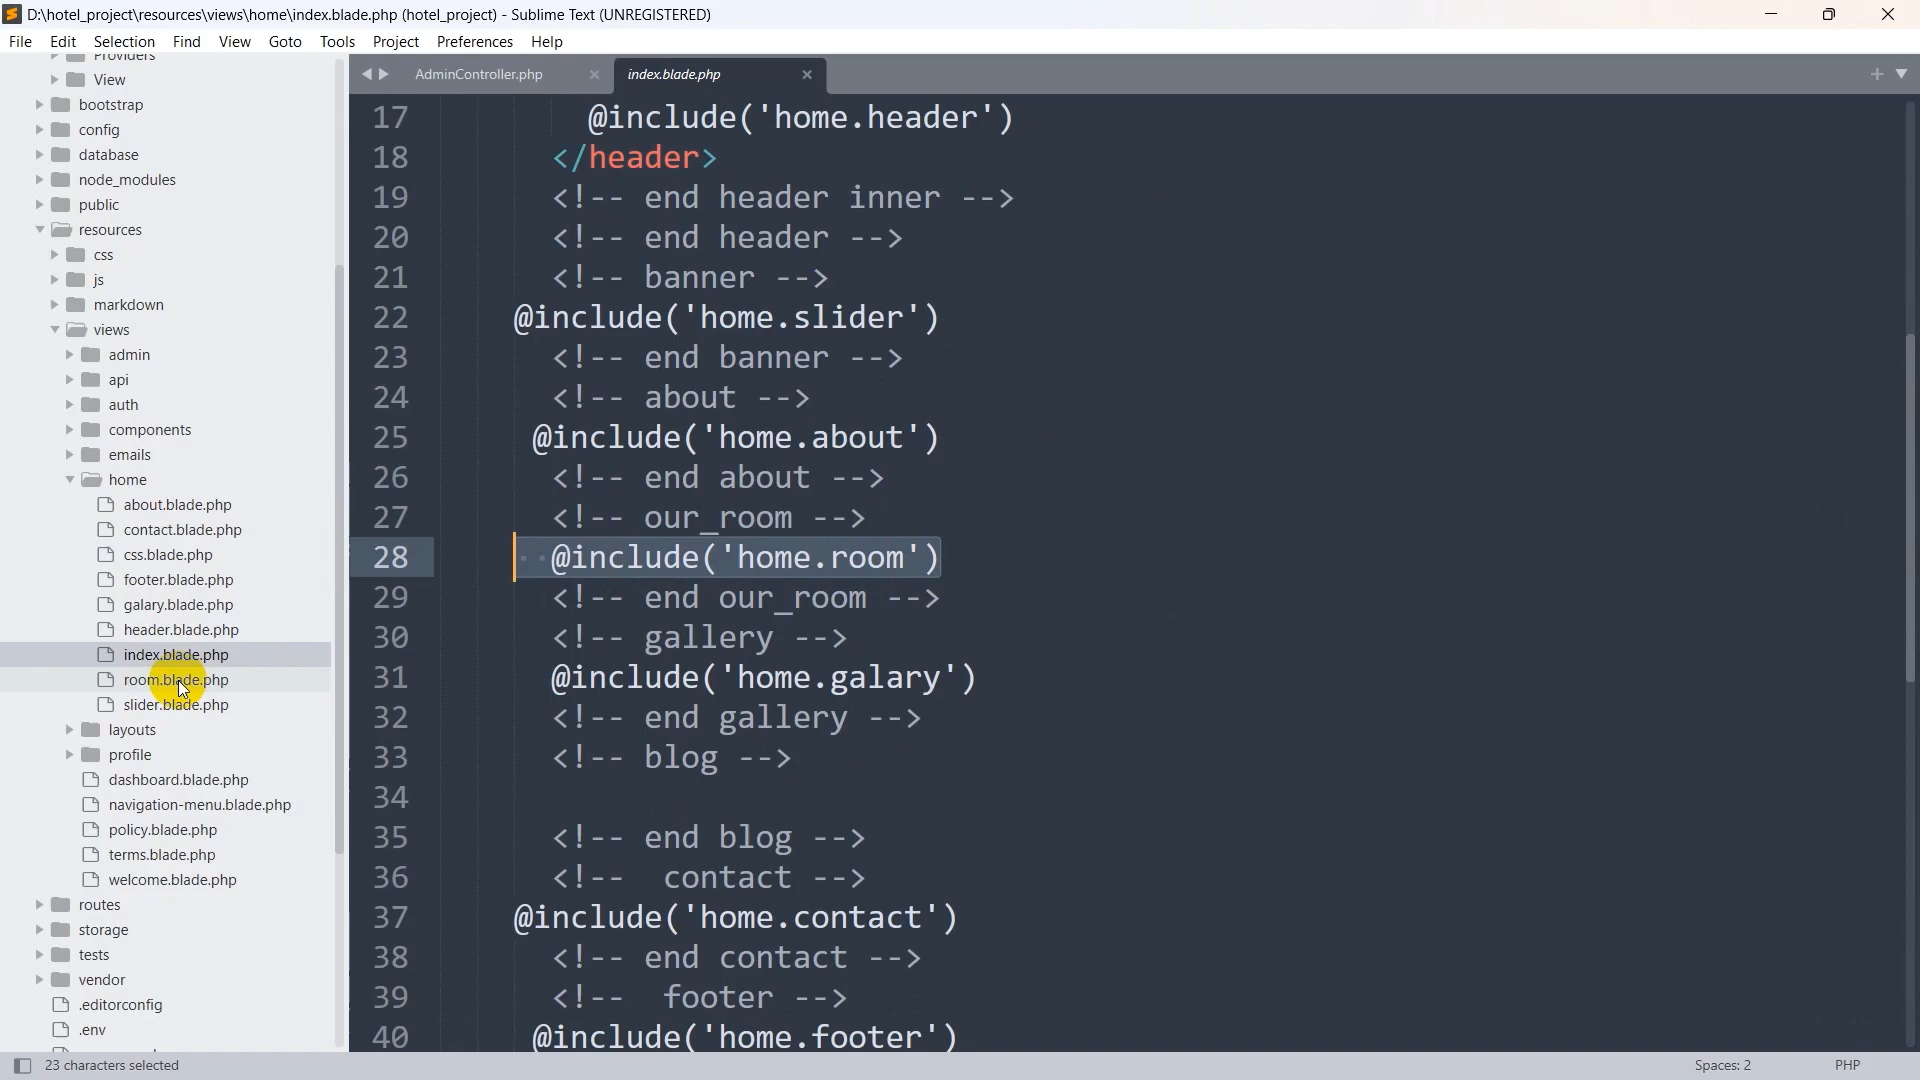 D:\hotel_project\resources\views\home\index.blade.php (hotel_project) - Sublime Text (UNREGISTERED)
File Edit Selection Find View Goto Tools Project Preferences Help
Providers
View
bootstrap
config
database
node_modules
public
resources
css
js
markdown
views
admin
api
auth
components
emails
home
about.blade.php
contact.blade.php
css.blade.php
footer.blade.php
galary.blade.php
header.blade.php
index.blade.php
room.blade.php
slider.blade.php
layouts
profile
dashboard.blade.php
navigation-menu.blade.php
policy.blade.php
terms.blade.php
welcome.blade.php
routes
storage
tests
vendor
.editorconfig
.env
AdminController.php
index.blade.php
17 @include('home.header')
18 </header>
19 <!-- end header inner -->
20 <!-- end header -->
21 <!-- banner -->
22 @include('home.slider')
23 <!-- end banner -->
24 <!-- about -->
25 @include('home.about')
26 <!-- end about -->
27 <!-- our_room -->
28 @include('home.room')
29 <!-- end our_room -->
30 <!-- gallery -->
31 @include('home.galary')
32 <!-- end gallery -->
33 <!-- blog -->
34
35 <!-- end blog -->
36 <!--  contact -->
37 @include('home.contact')
38 <!-- end contact -->
39 <!--  footer -->
40 @include('home.footer')
23 characters selected
Spaces: 2
PHP